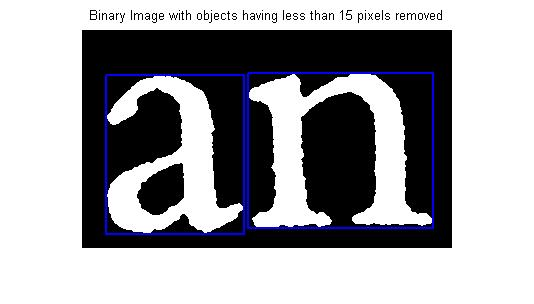 Binary Image with objects having less than 15 pixels removed
an